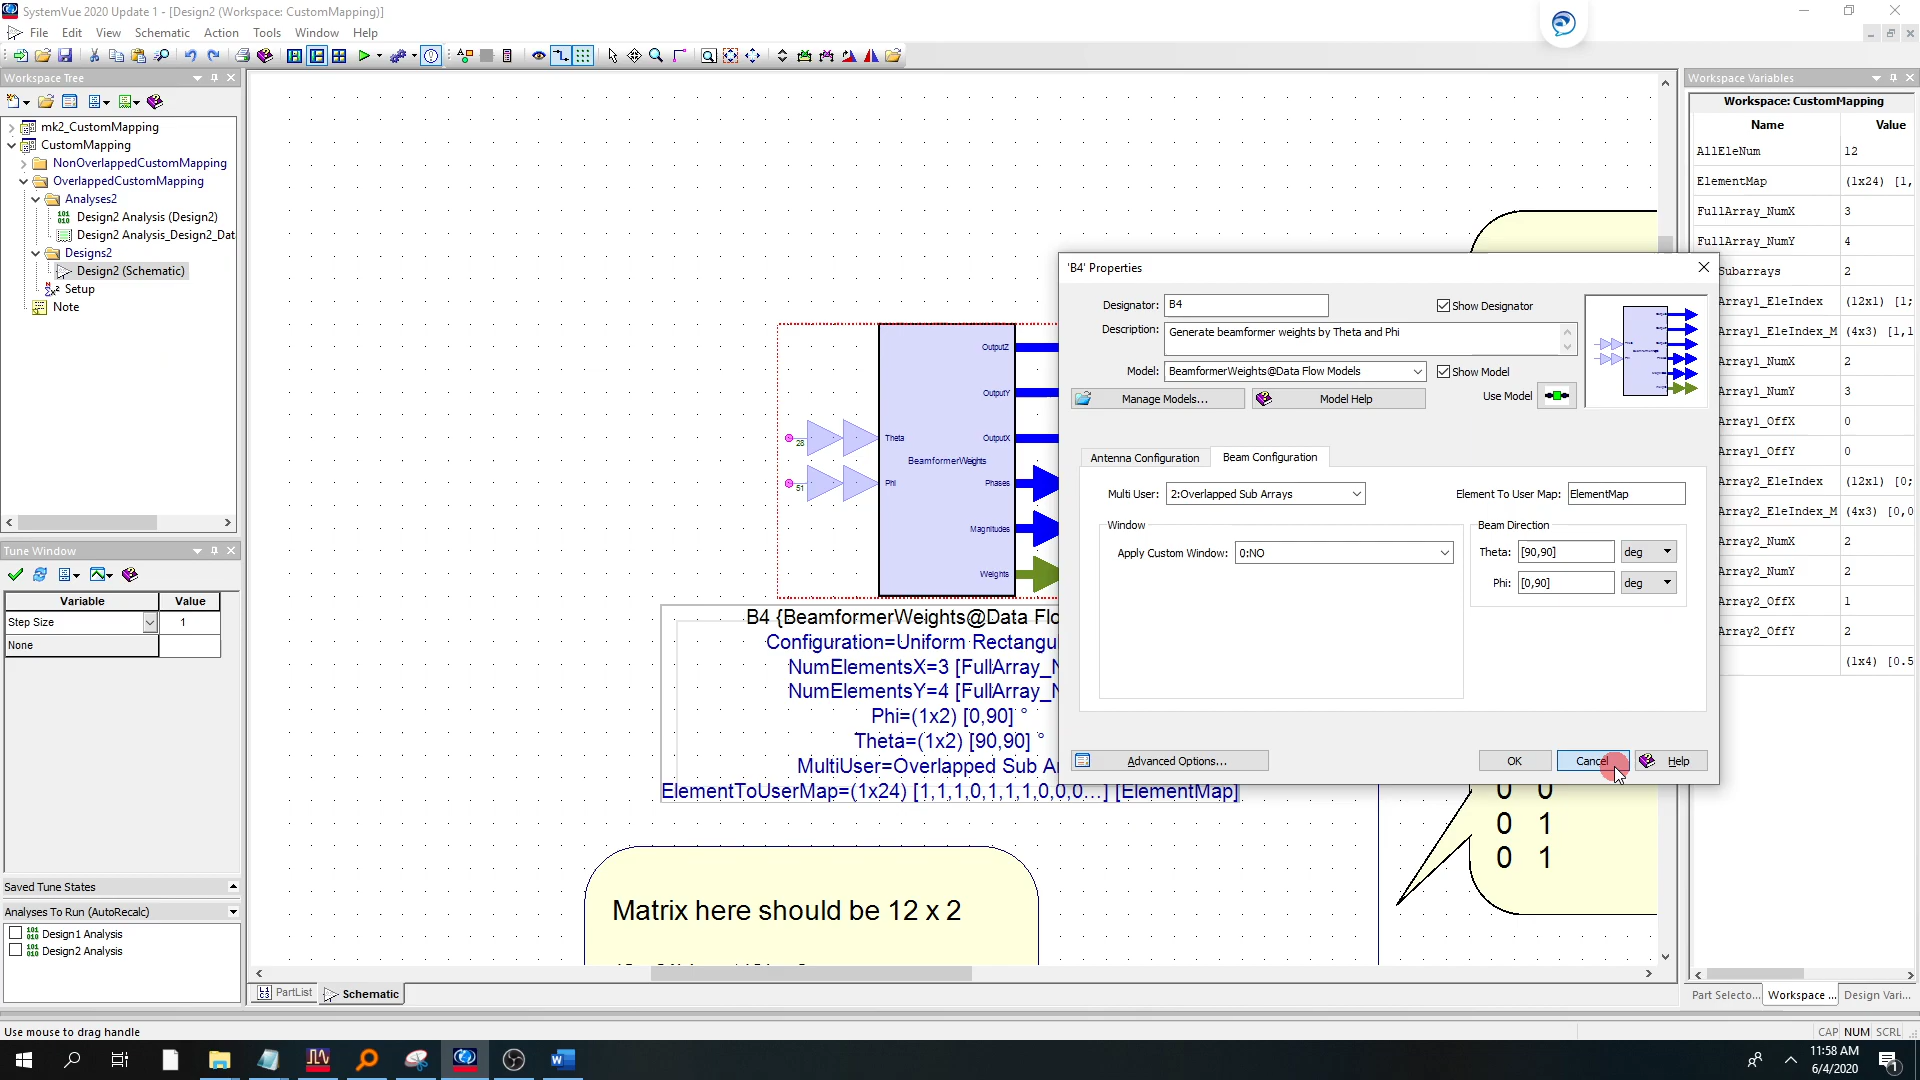 SystemVue 2020 Update 1 - [Design2 (Workspace: CustomMapping)]
File Edit View Schematic Action Tools Window Help
Workspace Tree
mk2_CustomMapping
CustomMapping
NonOverlappedCustomMapping
OverlappedCustomMapping
Analyses2
Design2 Analysis (Design2)
Design2 Analysis_Design2_Dat
Designs2
Design2 (Schematic)
Setup
Note
Tune Window
Variable Value
Step Size 1
None
Saved Tune States
Analyses To Run (AutoRecalc)
Design1 Analysis
Design2 Analysis
OutputZ
OutputY
Theta OutputX
BeamformerWeights
Phi Phases
Magnitudes
Weights
28
51
B4 {BeamformerWeights@Data Flo
Configuration=Uniform Rectangul
NumElementsX=3 [FullArray_N
NumElementsY=4 [FullArray_N
Phi=(1x2) [0,90] °
Theta=(1x2) [90,90] °
MultiUser=Overlapped Sub Ar
ElementToUserMap=(1x24) [1,1,1,0,1,1,1,0,0,0...] [ElementMap]
Matrix here should be 12 x 2
0 0
0 1
0 1
PartList Schematic
'B4' Properties
Designator: B4 Show Designator
Description: Generate beamformer weights by Theta and Phi
Model: BeamformerWeights@Data Flow Models Show Model
Manage Models... Model Help Use Model
Antenna Configuration Beam Configuration
Multi User: 2:Overlapped Sub Arrays Element To User Map: ElementMap
Window Beam Direction
Apply Custom Window: 0:NO Theta: [90,90] deg
Phi: [0,90] deg
Advanced Options... OK Cancel Help
Workspace Variables
Workspace: CustomMapping
Name Value
AllEleNum 12
ElementMap (1x24) [1,
FullArray_NumX 3
FullArray_NumY 4
Subarrays 2
Array1_EleIndex (12x1) [1;
Array1_EleIndex_M (4x3) [1,1
Array1_NumX 2
Array1_NumY 3
Array1_OffX 0
Array1_OffY 0
Array2_EleIndex (12x1) [0;
Array2_EleIndex_M (4x3) [0,0
Array2_NumX 2
Array2_NumY 2
Array2_OffX 1
Array2_OffY 2
(1x4) [0.5
Part Selecto... Workspace ... Design Vari...
Use mouse to drag handle
CAP NUM SCRL
11:58 AM
6/4/2020